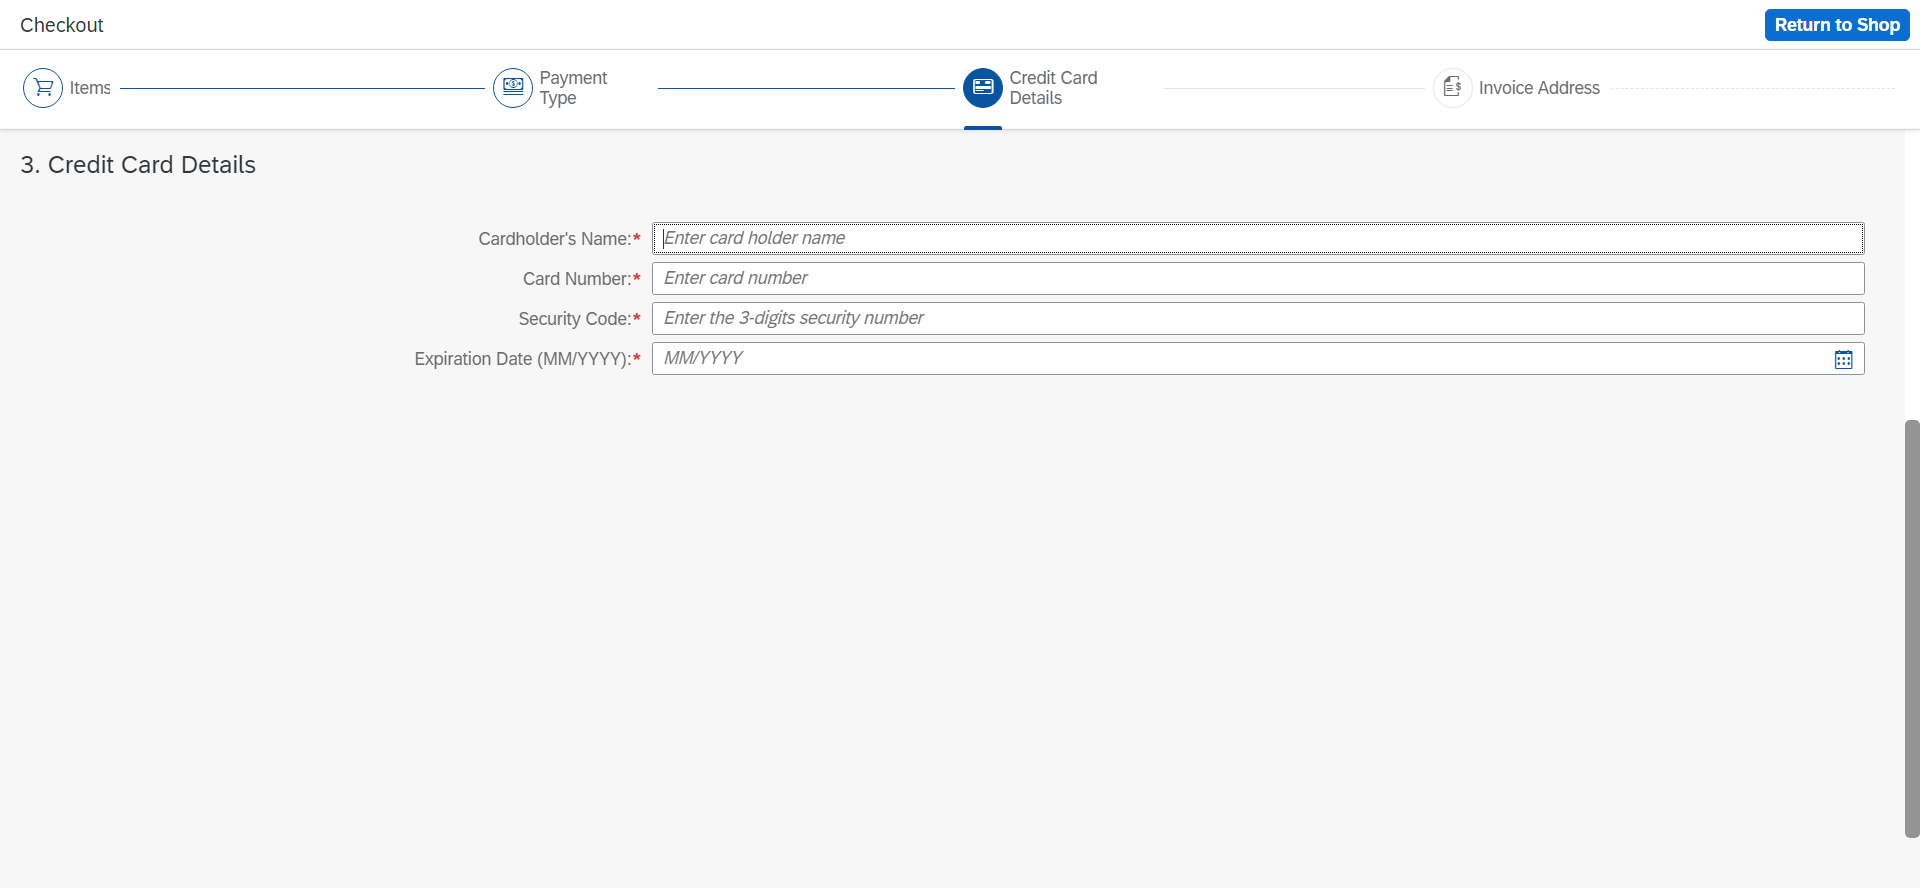 Checkout
Return to Shop
Items
Payment
Type
Credit Card
Details
Invoice Address
3. Credit Card Details
Cardholder's Name:*
Enter card holder name
Card Number:*
Enter card number
Security Code:*
Enter the 3-digits security number
Expiration Date (MM/YYYY):*
MM/YYYY